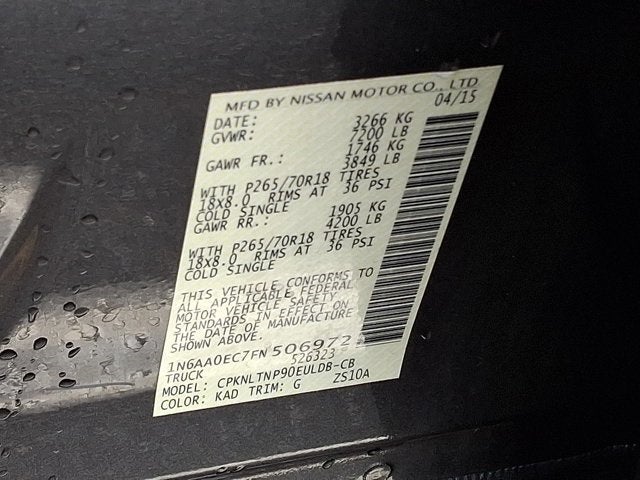 MFD BY NISSAN MOTOR CO., LTD
DATE: 04/15
GVWR: 3266 KG
7200 LB
GAWR FR.: 1746 KG
3849 LB
WITH P265/70R18 TIRES
18X8.0 RIMS AT 36 PSI
COLD SINGLE
GAWR RR.: 1905 KG
4200 LB
WITH P265/70R18 TIRES
18X8.0 RIMS AT 36 PSI
COLD SINGLE
THIS VEHICLE CONFORMS TO
ALL APPLICABLE FEDERAL
MOTOR VEHICLE SAFETY
STANDARDS IN EFFECT ON
THE DATE OF MANUFACTURE
SHOWN ABOVE.
1N6AA0EC7FN506972
TRUCK 526323
MODEL: CPKNLTNP90EULDB-CB
COLOR: KAD TRIM: G ZS10A